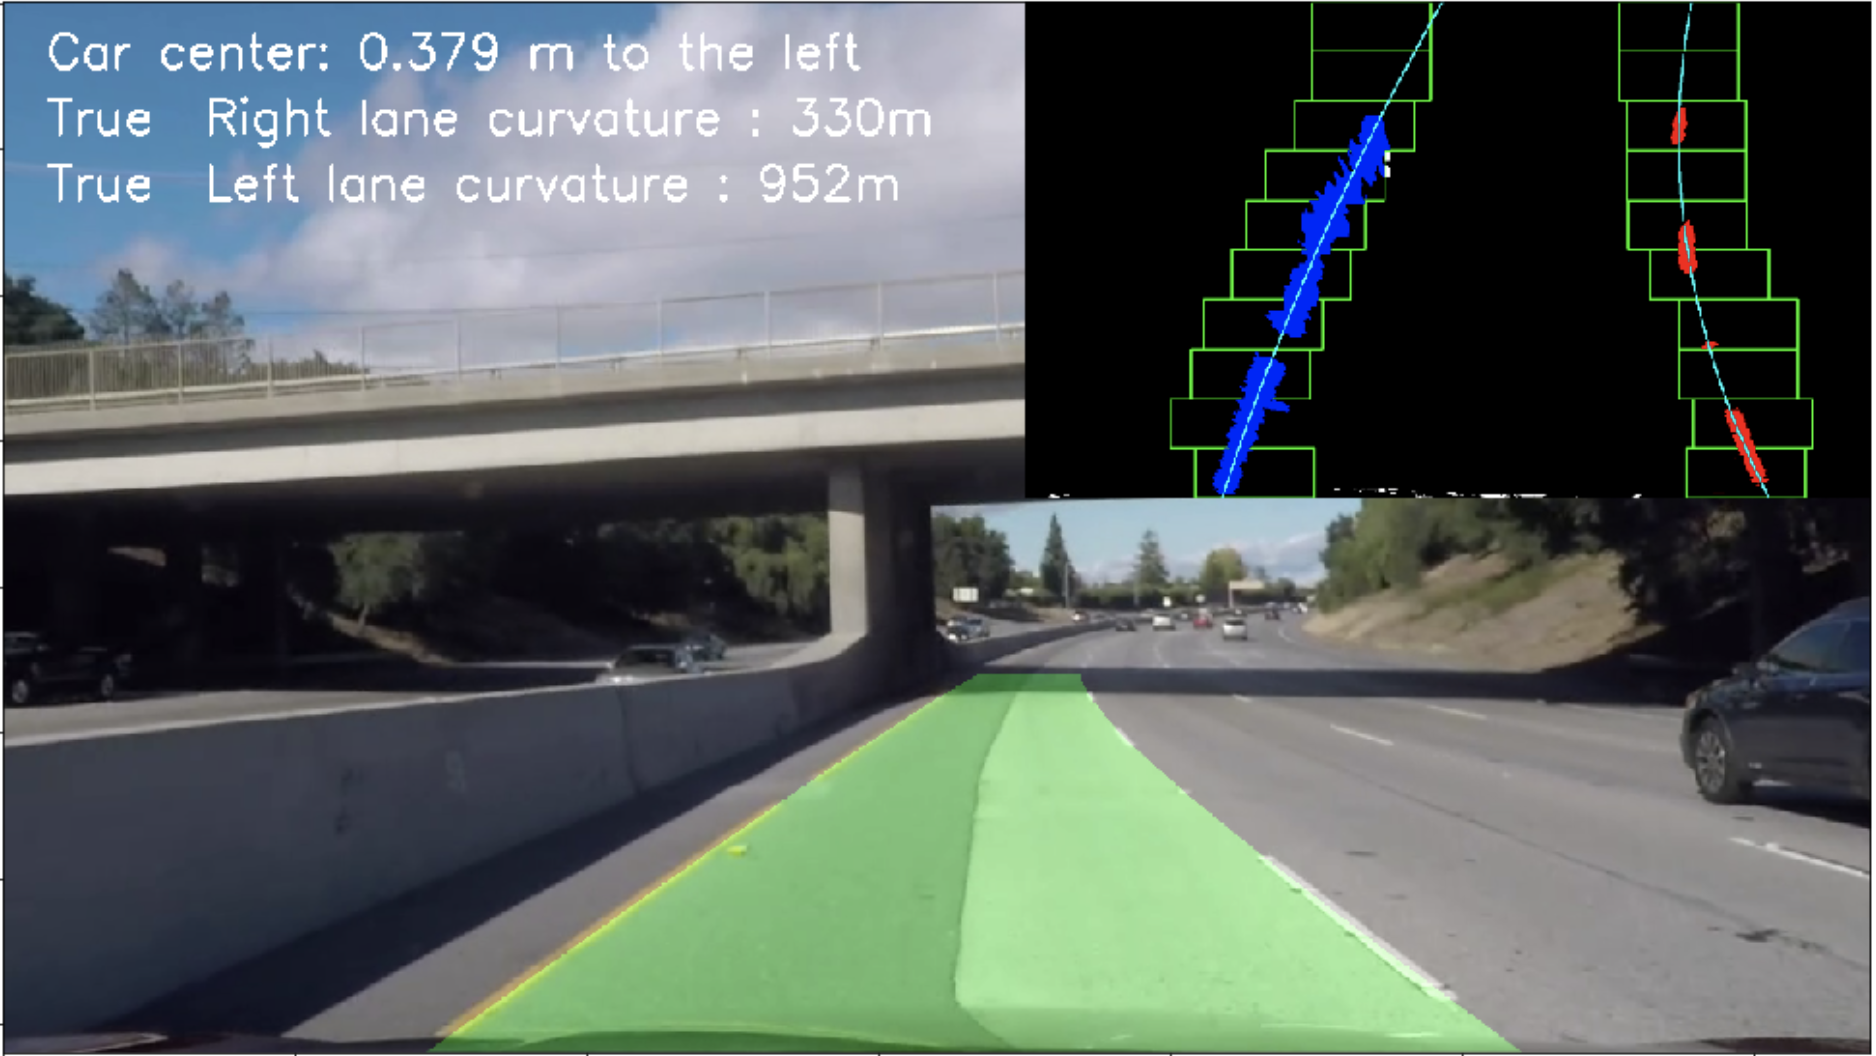 Car center: 0.379 m to the left
True Right lane curvature : 330m
True Left lane curvature : 952m